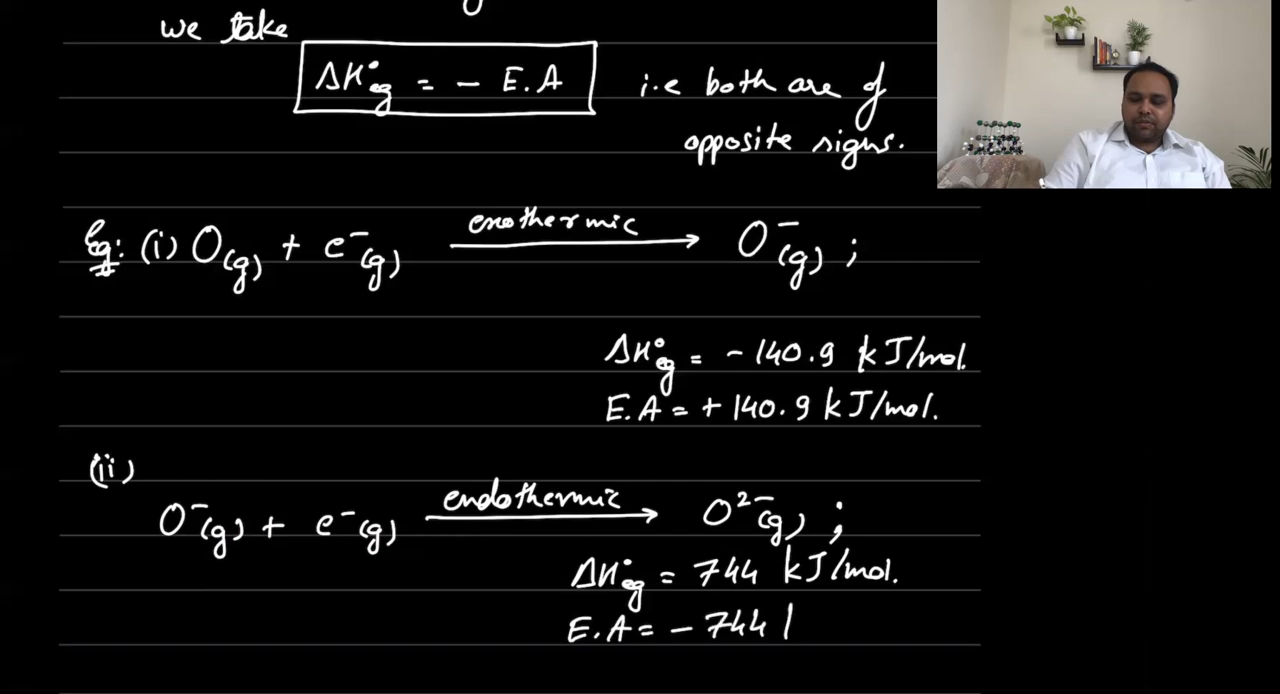 we take
ΔH°eg = - E.A i.e both are of
opposite signs.
Eg: (i) O(g) + e⁻(g) exothermic → O⁻(g) ;
ΔH°eg = - 140.9 kJ/mol.
E.A = + 140.9 kJ/mol.
(ii)
O⁻(g) + e⁻(g) endothermic → O²⁻(g) ;
ΔH°eg = 744 kJ/mol.
E.A = - 744